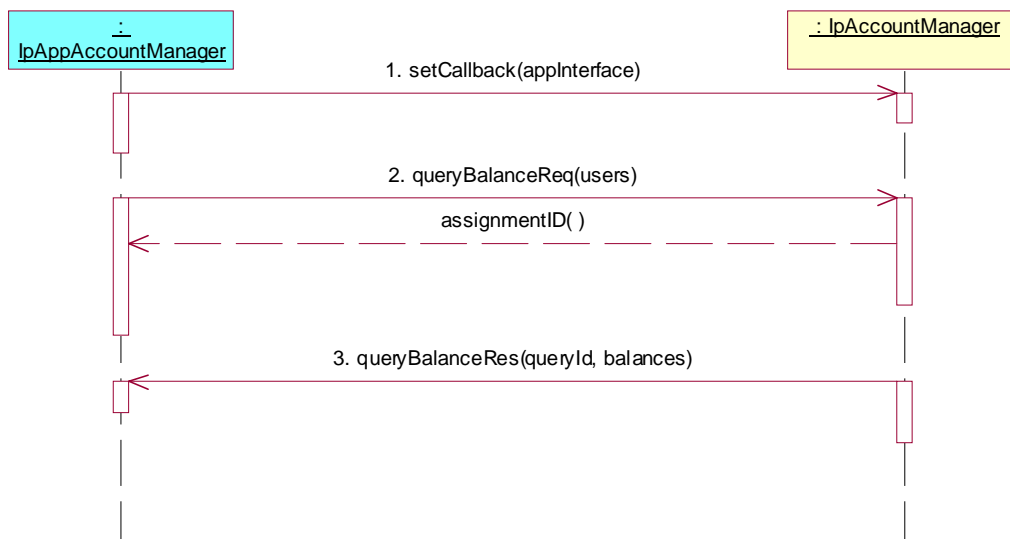 :
IpAppAccountManager
: IpAccountManager
1. setCallback(appInterface)
2. queryBalanceReq(users)
assignmentID( )
3. queryBalanceRes(queryId, balances)